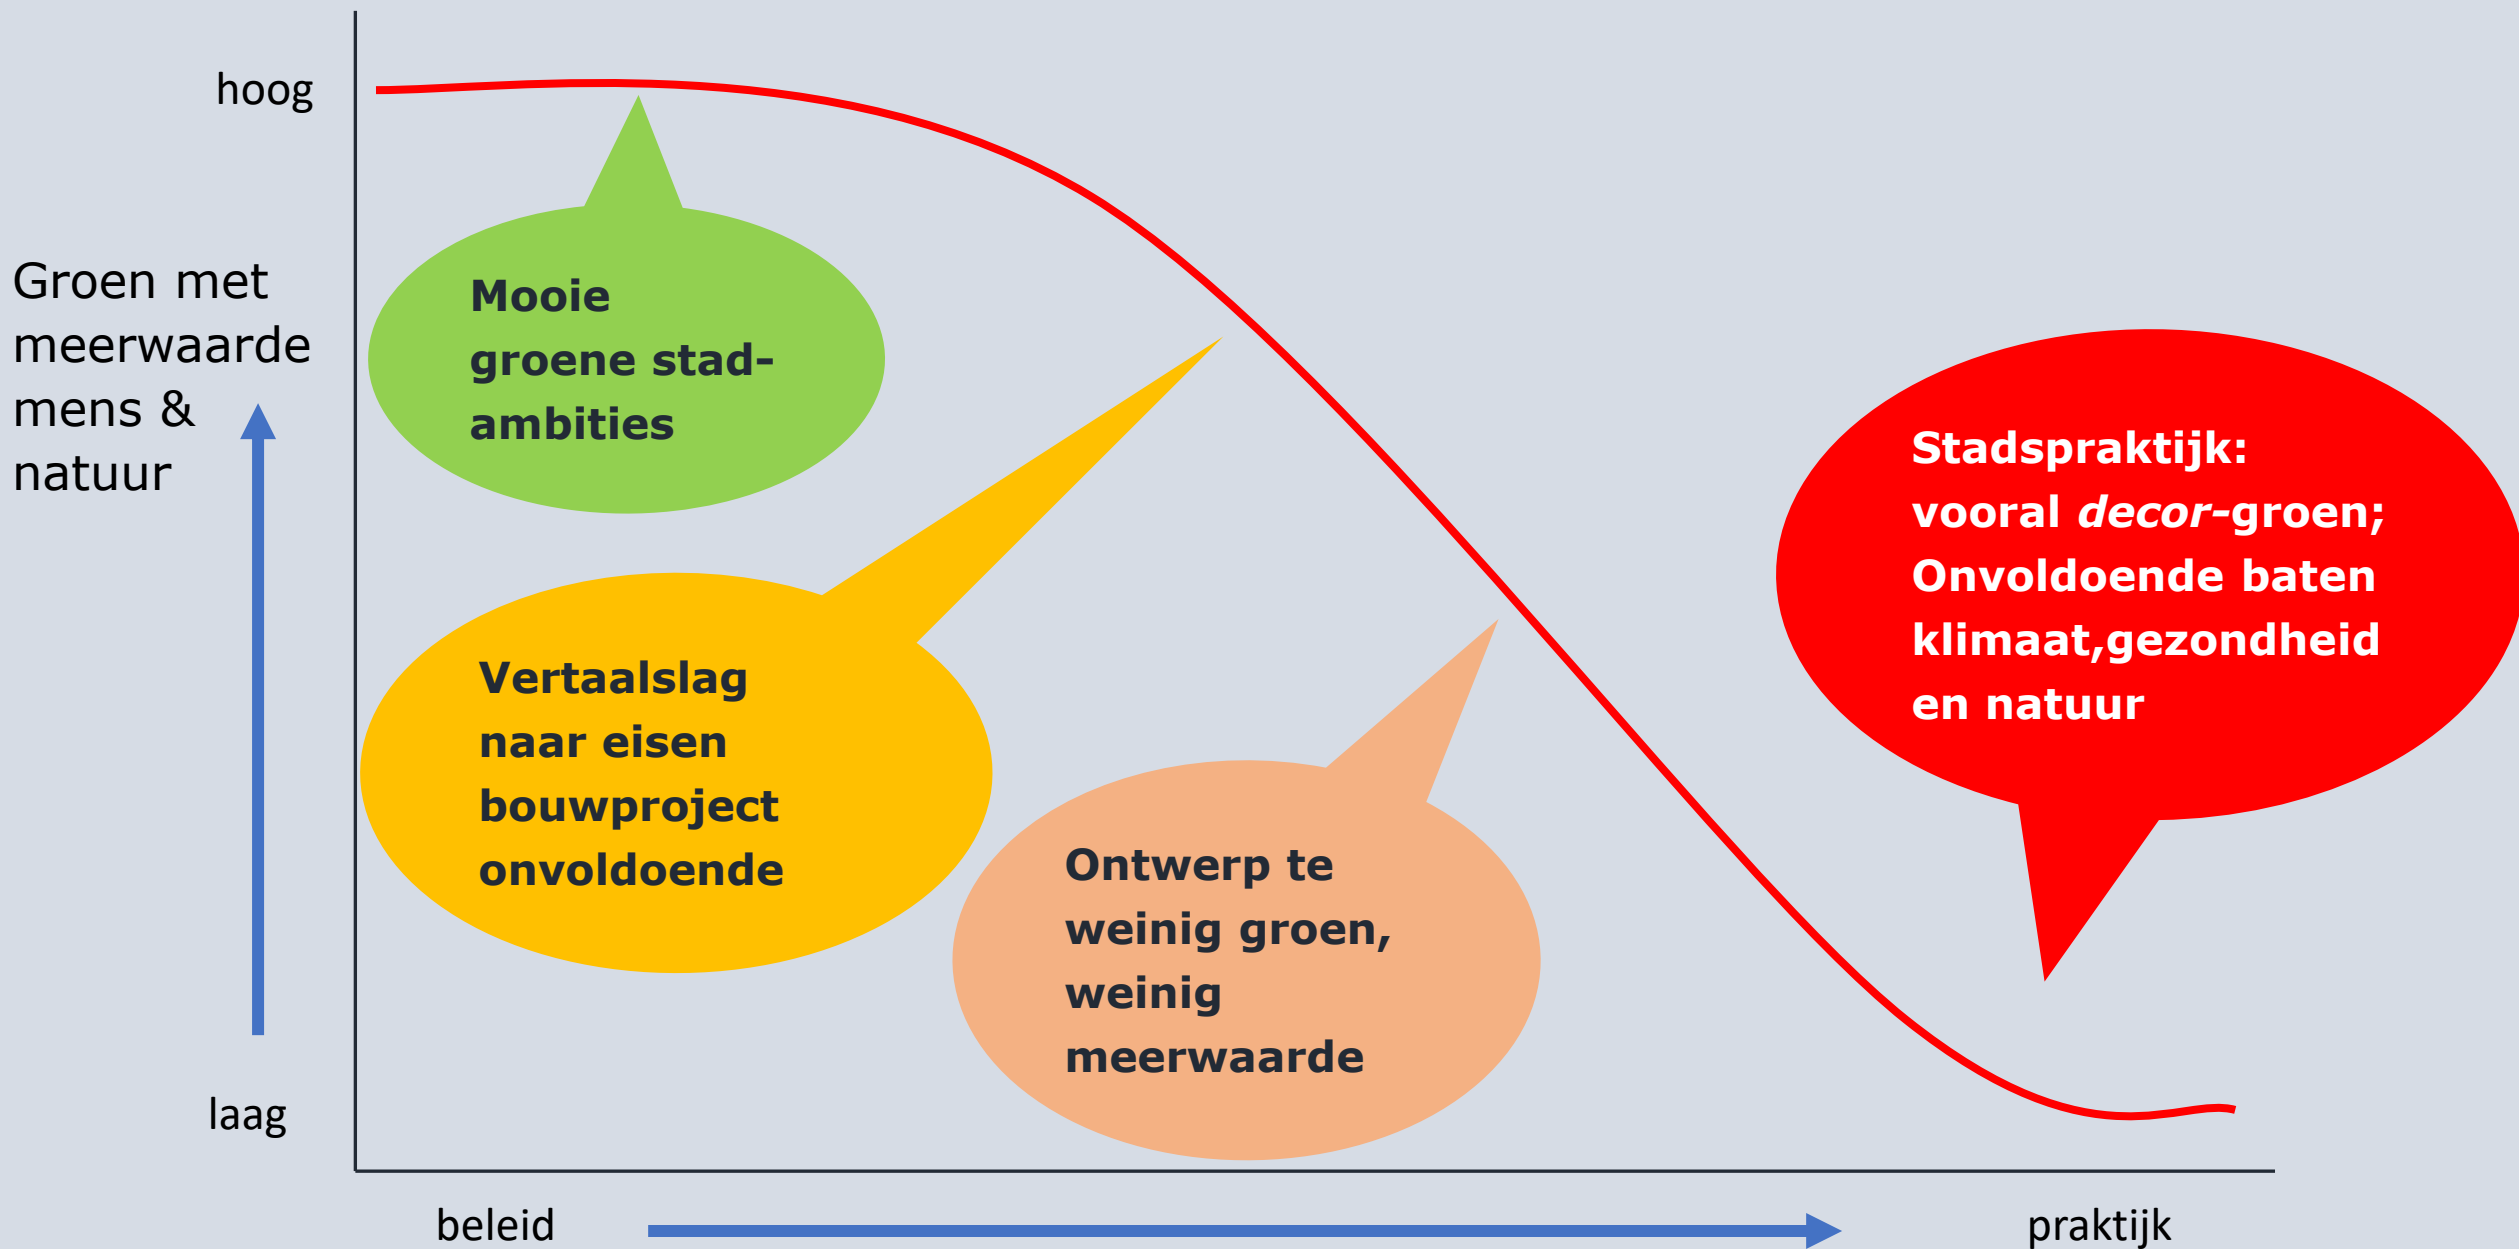 hoog
Groen met
meerwaarde
mens &
natuur
laag
Mooie
groene stad-
ambities
Vertaalslag
naar eisen
bouwproject
onvoldoende
Ontwerp te
weinig groen,
weinig
meerwaarde
Stadspraktijk:
vooral decor-groen;
Onvoldoende baten
klimaat,gezondheid
en natuur
beleid
praktijk